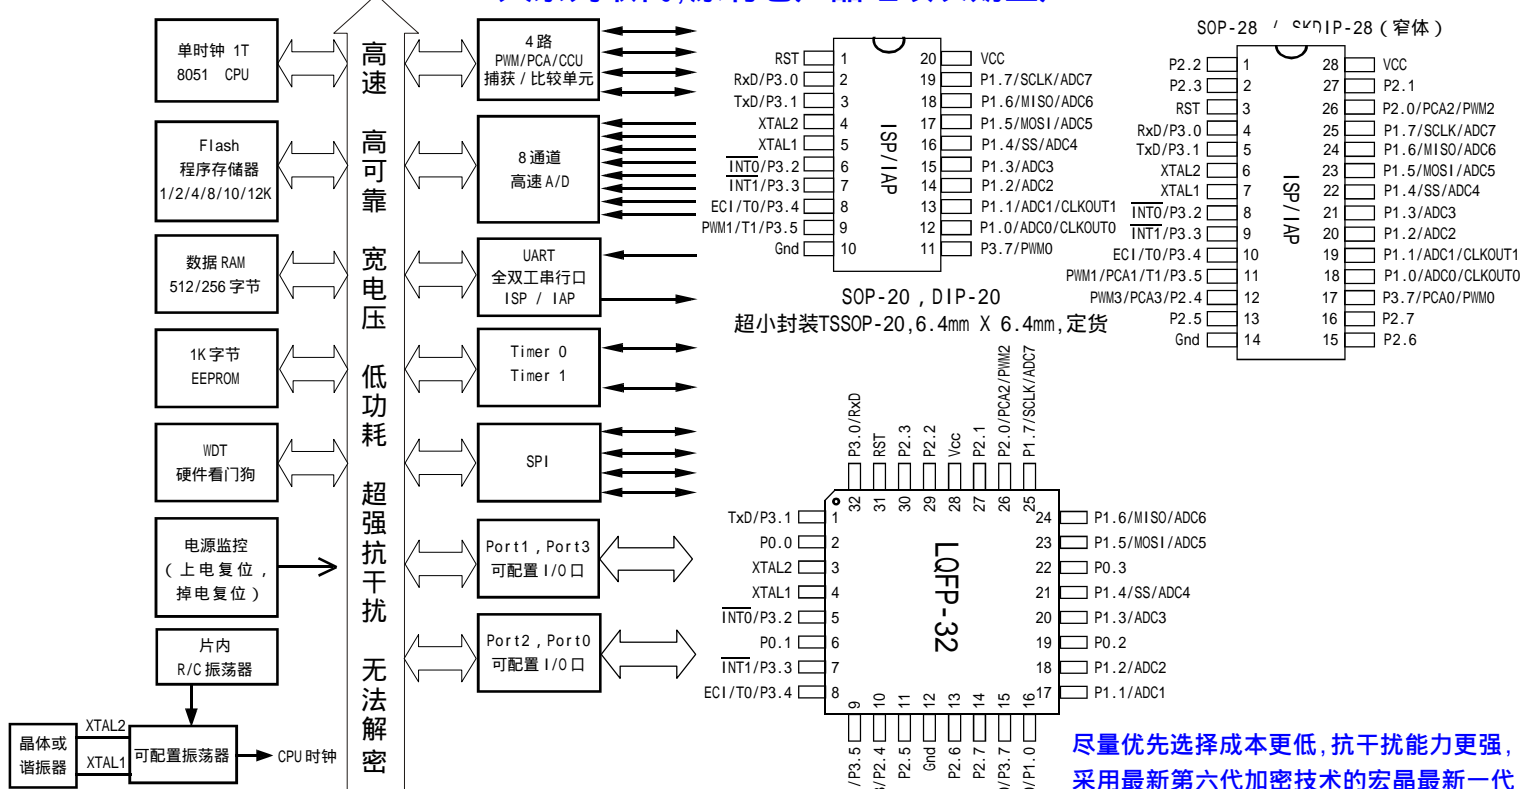 单时钟 1T
8051 CPU
Flash
程序存储器
1/2/4/8/10/12K
数据 RAM
512/256 字节
1K 字节
EEPROM
WDT
硬件看门狗
电源监控
(上电复位,
掉电复位)
片内
R/C 振荡器
晶体或
谐振器
XTAL2
XTAL1
可配置振荡器
CPU 时钟
高速 高可靠 宽电压 低功耗 超强抗干扰 无法解密
4 路
PWM/PCA/CCU
捕获 / 比较单元
8 通道
高速 A/D
UART
全双工串行口
ISP / IAP
Timer 0
Timer 1
SPI
Port1,Port3
可配置 I/O 口
Port2,Port0
可配置 I/O 口
RST 1 20 VCC
RxD/P3.0 2 19 P1.7/SCLK/ADC7
TxD/P3.1 3 18 P1.6/MISO/ADC6
XTAL2 4 17 P1.5/MOSI/ADC5
XTAL1 5 16 P1.4/SS/ADC4
INT0/P3.2 6 15 P1.3/ADC3
INT1/P3.3 7 14 P1.2/ADC2
ECI/T0/P3.4 8 13 P1.1/ADC1/CLKOUT1
PWM1/T1/P3.5 9 12 P1.0/ADC0/CLKOUT0
Gnd 10 11 P3.7/PWM0
ISP/IAP
SOP-20,DIP-20
超小封装TSSOP-20,6.4mm X 6.4mm,定货
SOP-28 / SKDIP-28(窄体)
P2.2 1 28 VCC
P2.3 2 27 P2.1
RST 3 26 P2.0/PCA2/PWM2
RxD/P3.0 4 25 P1.7/SCLK/ADC7
TxD/P3.1 5 24 P1.6/MISO/ADC6
XTAL2 6 23 P1.5/MOSI/ADC5
XTAL1 7 22 P1.4/SS/ADC4
INT0/P3.2 8 21 P1.3/ADC3
INT1/P3.3 9 20 P1.2/ADC2
ECI/T0/P3.4 10 19 P1.1/ADC1/CLKOUT1
PWM1/PCA1/T1/P3.5 11 18 P1.0/ADC0/CLKOUT0
PWM3/PCA3/P2.4 12 17 P3.7/PCA0/PWM0
P2.5 13 16 P2.7
Gnd 14 15 P2.6
ISP/IAP
P3.0/RxD 32
RST 31
P2.3 30
P2.2 29
Vcc 28
P2.1 27
P2.0/PCA2/PWM2 26
P1.7/SCLK/ADC7 25
TxD/P3.1 1 24 P1.6/MISO/ADC6
P0.0 2 23 P1.5/MOSI/ADC5
XTAL2 3 22 P0.3
XTAL1 4 21 P1.4/SS/ADC4
INT0/P3.2 5 20 P1.3/ADC3
P0.1 6 19 P0.2
INT1/P3.3 7 18 P1.2/ADC2
ECI/T0/P3.4 8 17 P1.1/ADC1
LQFP-32
9 /P3.5
10 /P2.4
11 P2.5
12 Gnd
13 P2.6
14 P2.7
15 /P3.7
16 /P1.0
尽量优先选择成本更低,抗干扰能力更强,
采用最新第六代加密技术的宏晶最新一代